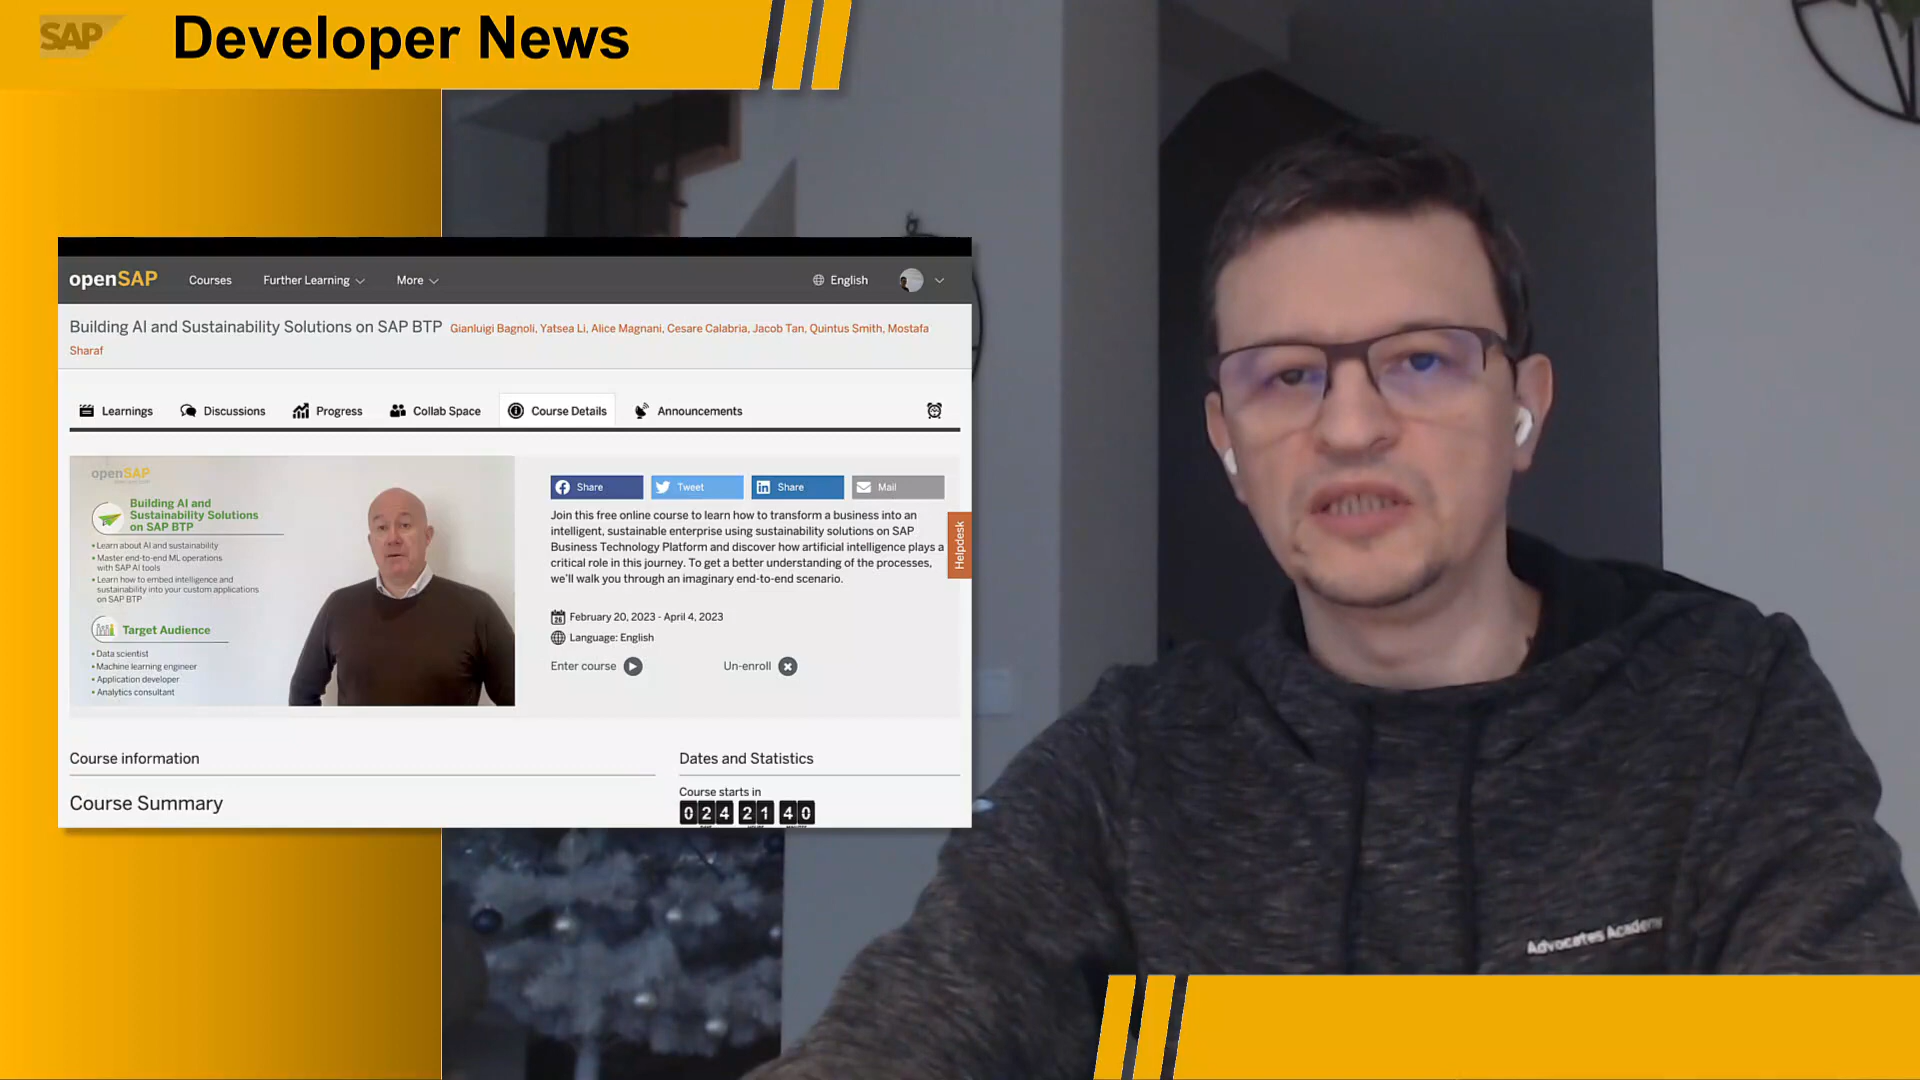 SAP
Developer News
openSAP
Courses
Further Learning
More
English
Building AI and Sustainability Solutions on SAP BTP Gianluigi Bagnoli, Yatsea Li, Alice Magnani, Cesare Calabria, Jacob Tan, Quintus Smith, Mostafa
Sharaf
Learnings
Discussions
Progress
Collab Space
Course Details
Announcements
openSAP
Building AI and
Sustainability Solutions
on SAP BTP
• Learn about AI and sustainability
• Master end-to-end ML operations
with SAP AI tools
• Learn how to embed intelligence and
sustainability into your custom applications
on SAP BTP
Target Audience
• Data scientist
• Machine learning engineer
• Application developer
• Analytics consultant
Share
Tweet
Share
Mail
Join this free online course to learn how to transform a business into an
intelligent, sustainable enterprise using sustainability solutions on SAP
Business Technology Platform and discover how artificial intelligence plays a
critical role in this journey. To get a better understanding of the processes,
we'll walk you through an imaginary end-to-end scenario.
February 20, 2023 - April 4, 2023
Language: English
Enter course
Un-enroll
Helpdesk
Course information
Course Summary
Dates and Statistics
Course starts in
024 21 40
Advocates Academy